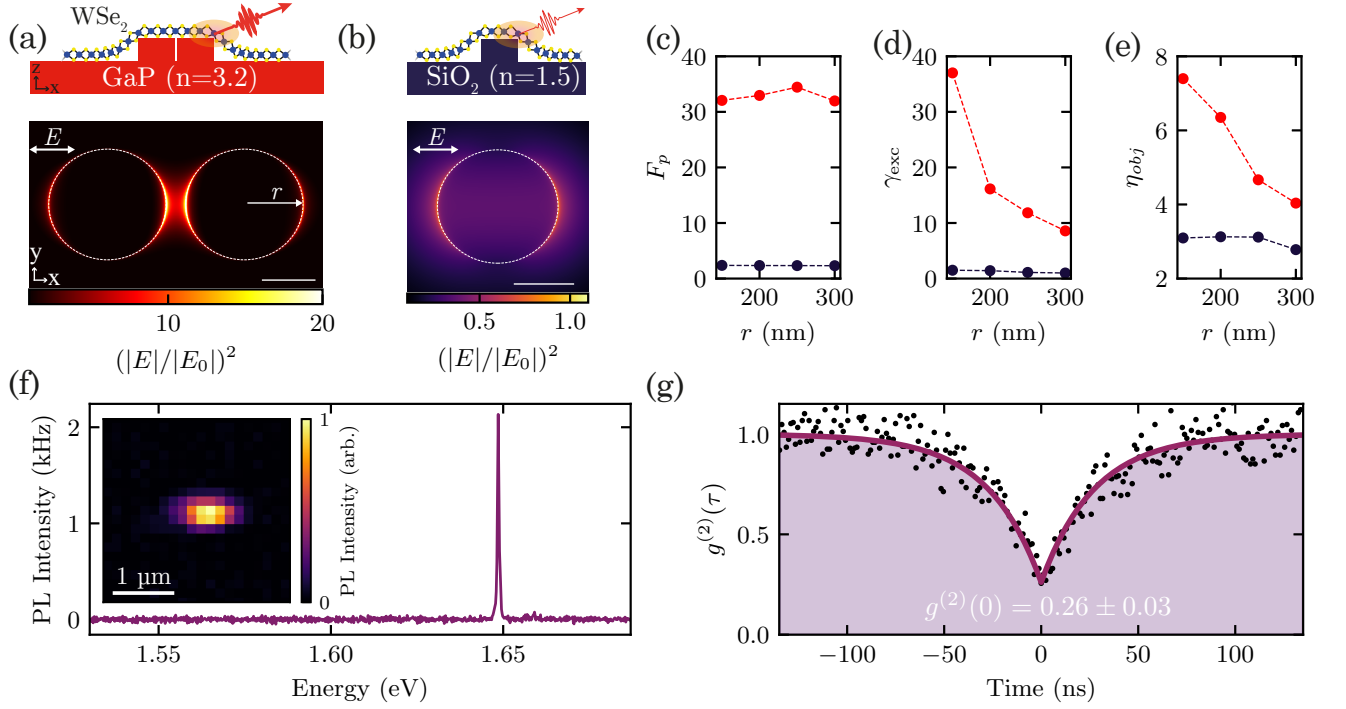 (a)
WSe₂
z
x
GaP (n=3.2)
E
r
y
x
10
20
(|E|/|E₀|)²
(b)
SiO₂ (n=1.5)
E
0.5
1.0
(|E|/|E₀|)²
(c)
40
30
20
10
0
Fₚ
200
300
r (nm)
(d)
40
30
20
10
0
γexc
200
300
r (nm)
(e)
8
6
4
2
ηobj
200
300
r (nm)
(f)
2
1
0
PL Intensity (kHz)
1 µm
1
0
PL Intensity (arb.)
1.55
1.60
1.65
Energy (eV)
(g)
1.0
0.5
0.0
g⁽²⁾(τ)
g⁽²⁾(0) = 0.26 ± 0.03
−100
−50
0
50
100
Time (ns)